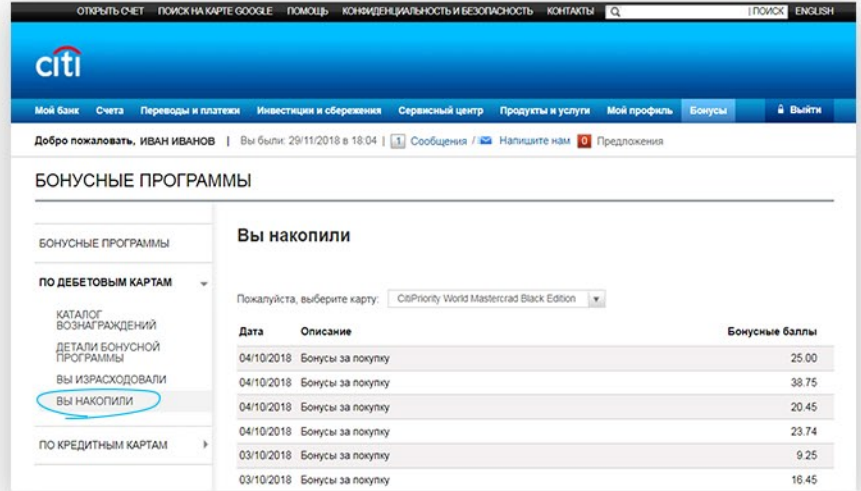 ОТКРЫТЬ СЧЕТ ПОИСК НА КАРТЕ GOOGLE ПОМОЩЬ КОНФИДЕНЦИАЛЬНОСТЬ И БЕЗОПАСНОСТЬ КОНТАКТЫ | ПОИСК ENGLISH
citi
Мой банк Счета Переводы и платежи Инвестиции и сбережения Сервисный центр Продукты и услуги Мой профиль Бонусы Выйти
Добро пожаловать, ИВАН ИВАНОВ | Вы были: 29/11/2018 в 18:04 | 1 Сообщения / Напишите нам 0 Предложения
БОНУСНЫЕ ПРОГРАММЫ
БОНУСНЫЕ ПРОГРАММЫ
ПО ДЕБЕТОВЫМ КАРТАМ
КАТАЛОГ
ВОЗНАГРАЖДЕНИЙ
ДЕТАЛИ БОНУСНОЙ
ПРОГРАММЫ
ВЫ ИЗРАСХОДОВАЛИ
ВЫ НАКОПИЛИ
ПО КРЕДИТНЫМ КАРТАМ
Вы накопили
Пожалуйста, выберите карту: CitiPriority World Mastercrad Black Edition
Дата Описание Бонусные баллы
04/10/2018 Бонусы за покупку 25.00
04/10/2018 Бонусы за покупку 38.75
04/10/2018 Бонусы за покупку 20.45
04/10/2018 Бонусы за покупку 23.74
03/10/2018 Бонусы за покупку 9.25
03/10/2018 Бонусы за покупку 16.45